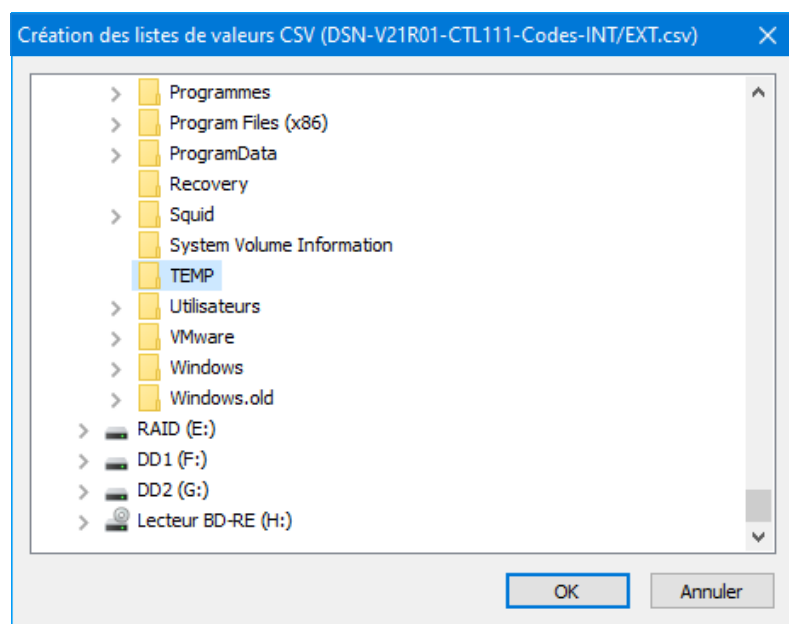 Création des listes de valeurs CSV (DSN-V21R01-CTL111-Codes-INT/EXT.csv)
Programmes
Program Files (x86)
ProgramData
Recovery
Squid
System Volume Information
TEMP
Utilisateurs
VMware
Windows
Windows.old
RAID (E:)
DD1 (F:)
DD2 (G:)
Lecteur BD-RE (H:)
OK Annuler